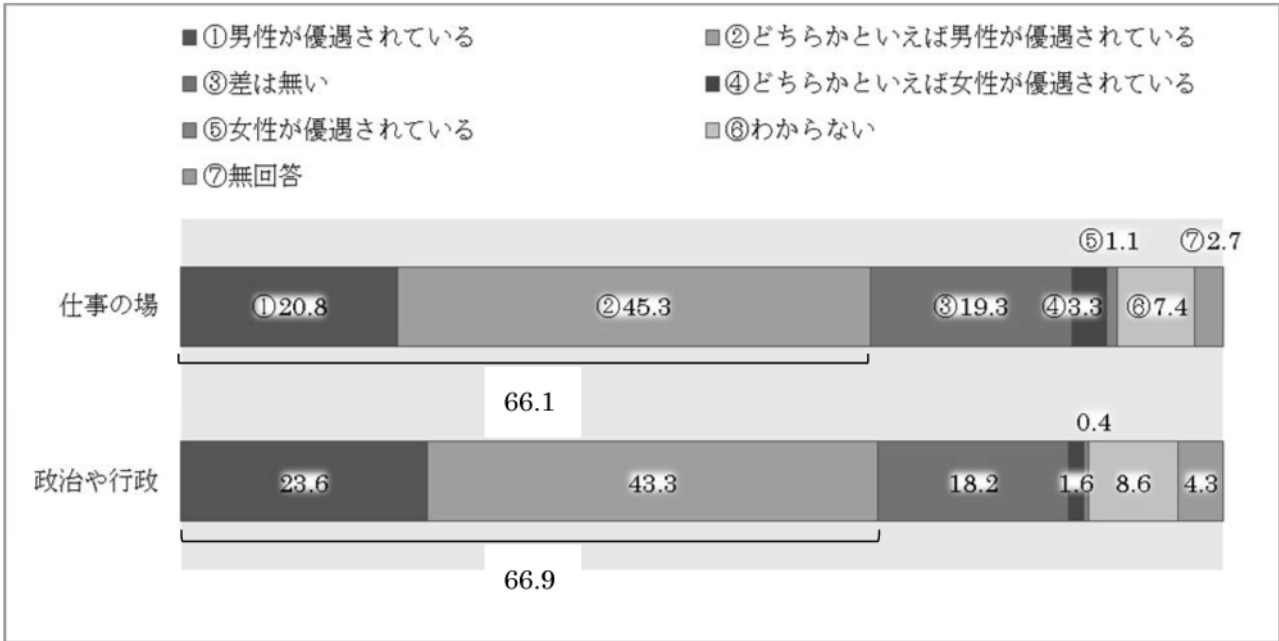 ①男性が優遇されている
②どちらかといえば男性が優遇されている
③差は無い
④どちらかといえば女性が優遇されている
⑤女性が優遇されている
⑥わからない
⑦無回答
⑤1.1 ⑦2.7
仕事の場 ①20.8 ②45.3 ③19.3 ④3.3 ⑥7.4
66.1
0.4
政治や行政 23.6 43.3 18.2 1.6 8.6 4.3
66.9